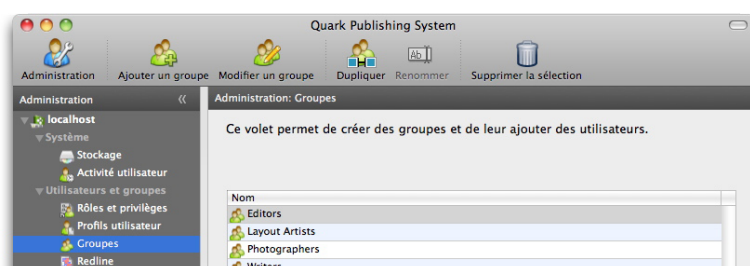 Quark Publishing System
Administration Ajouter un groupe Modifier un groupe Dupliquer Renommer Supprimer la sélection
Administration
Administration: Groupes
localhost
Système
Stockage
Activité utilisateur
Utilisateurs et groupes
Rôles et privilèges
Profils utilisateur
Groupes
Redline
Ce volet permet de créer des groupes et de leur ajouter des utilisateurs.
Nom
Editors
Layout Artists
Photographers
Writers